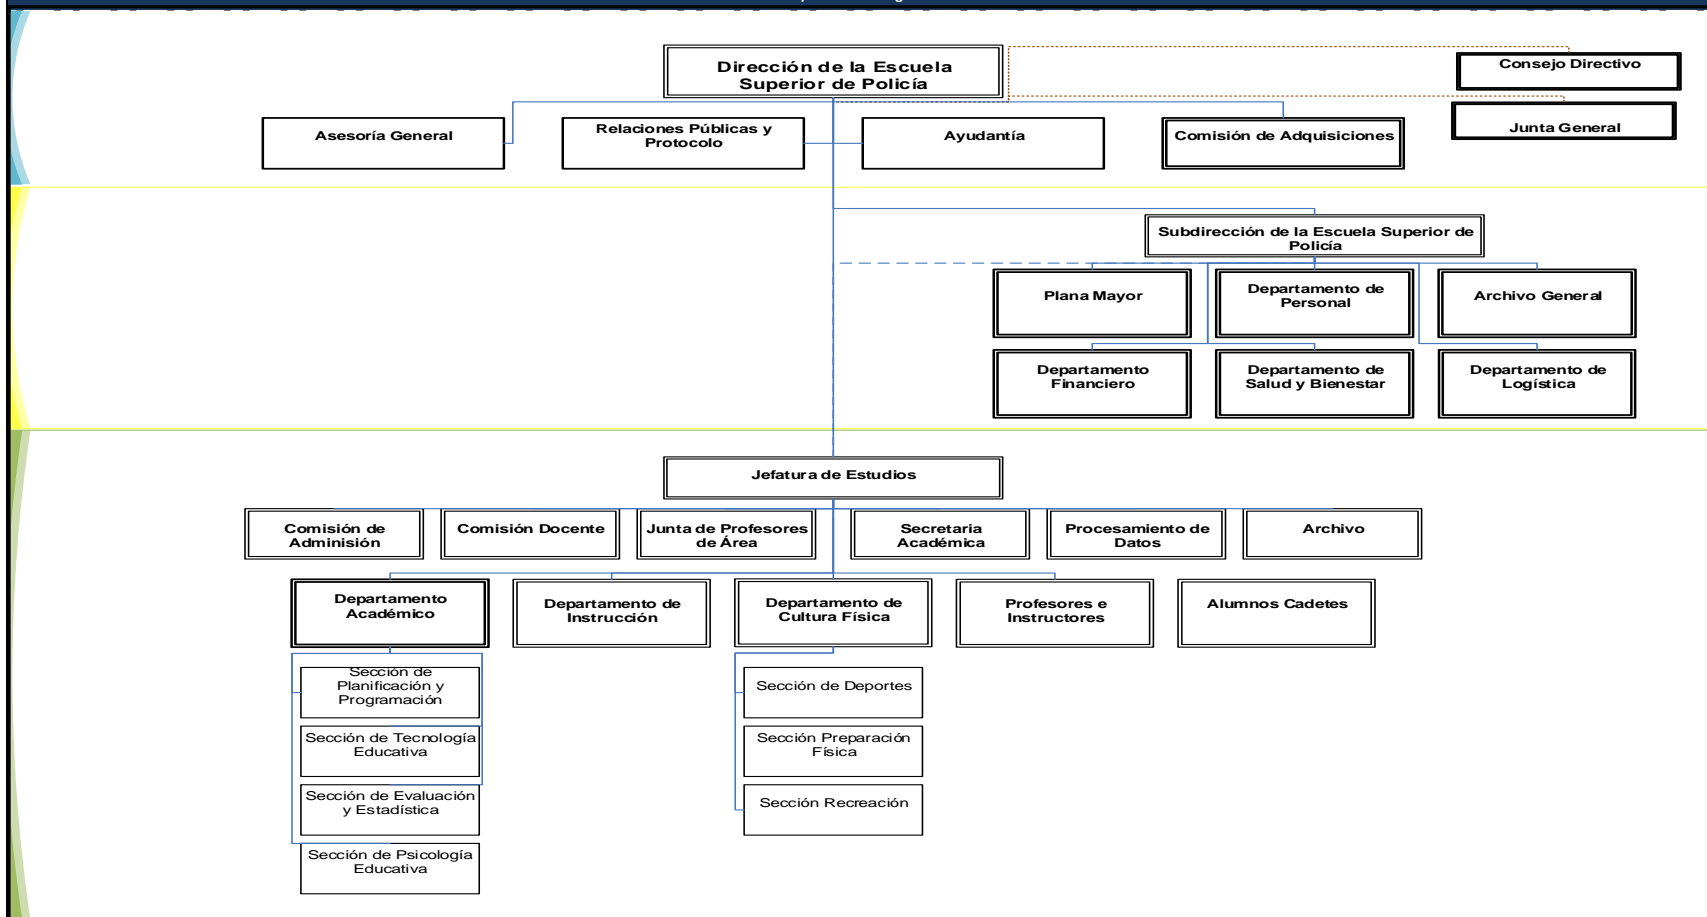 Dirección de la Escuela
Superior de Policía
Consejo Directivo
Junta General
Asesoría General
Relaciones Públicas y
Protocolo
Ayudantía
Comisión de Adquisiciones
Subdirección de la Escuela Superior de
Policía
Plana Mayor
Departamento de
Personal
Archivo General
Departamento
Financiero
Departamento de
Salud y Bienestar
Departamento de
Logística
Jefatura de Estudios
Comisión de
Adminisión
Comisión Docente
Junta de Profesores
de Área
Secretaria
Académica
Procesamiento de
Datos
Archivo
Departamento
Académico
Departamento de
Instrucción
Departamento de
Cultura Física
Profesores e
Instructores
Alumnos Cadetes
Sección de
Planificación y
Programación
Sección de Tecnología
Educativa
Sección de Evaluación
y Estadística
Sección de Psicología
Educativa
Sección de Deportes
Sección Preparación
Física
Sección Recreación